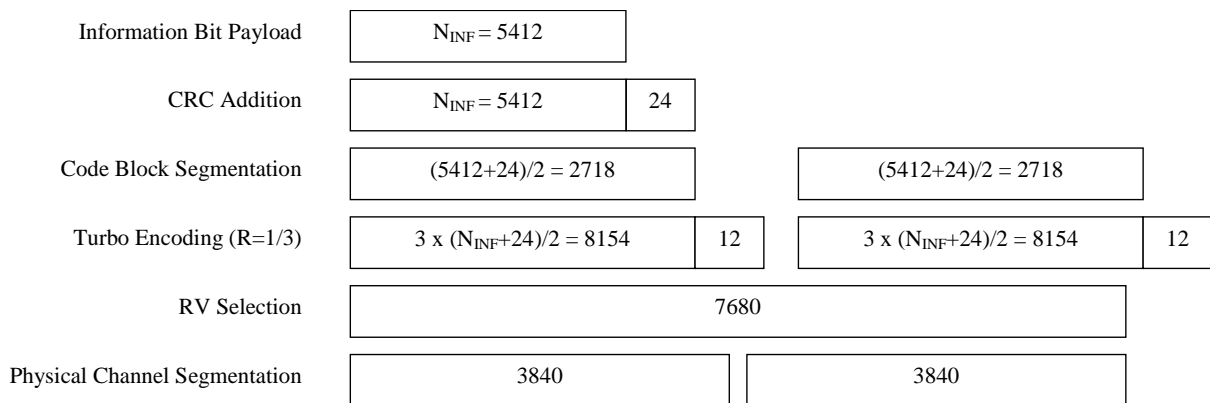 Information Bit Payload N_INF = 5412
CRC Addition N_INF = 5412 24
Code Block Segmentation (5412+24)/2 = 2718 (5412+24)/2 = 2718
Turbo Encoding (R=1/3) 3 x (N_INF+24)/2 = 8154 12 3 x (N_INF+24)/2 = 8154 12
RV Selection 7680
Physical Channel Segmentation 3840 3840